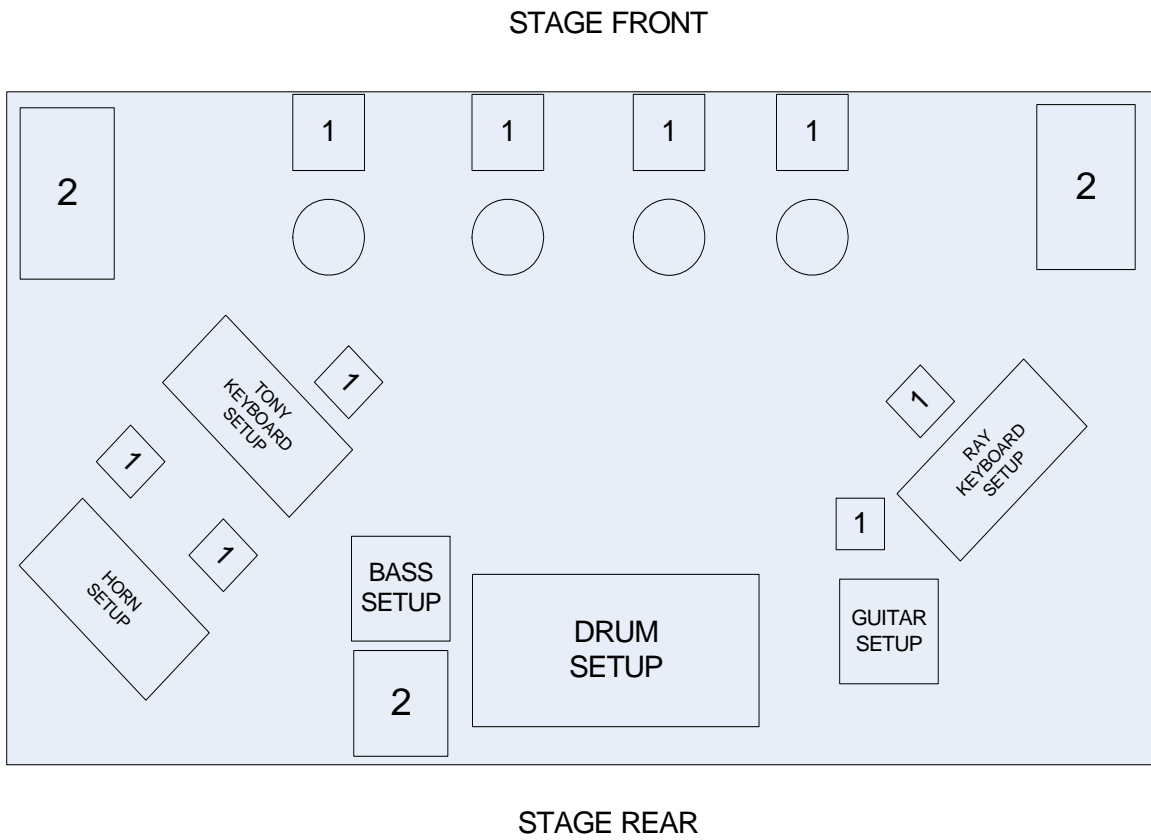 STAGE FRONT
1
1
1
1
2
2
TONY
KEYBOARD
SETUP
1
1
RAY
KEYBOARD
SETUP
1
1
1
HORN
SETUP
BASS
SETUP
DRUM
SETUP
GUITAR
SETUP
2
STAGE REAR